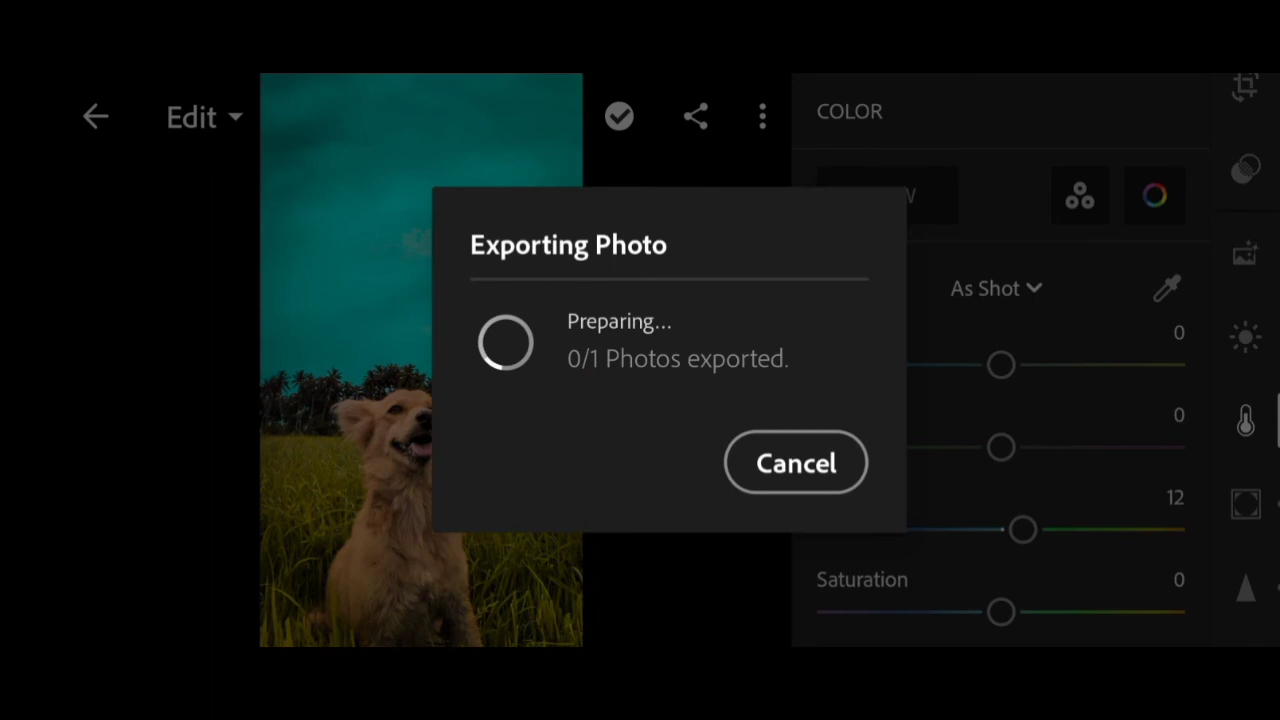 Edit
COLOR
Exporting Photo
Preparing...
0/1 Photos exported.
Cancel
As Shot
0
0
12
Saturation
0